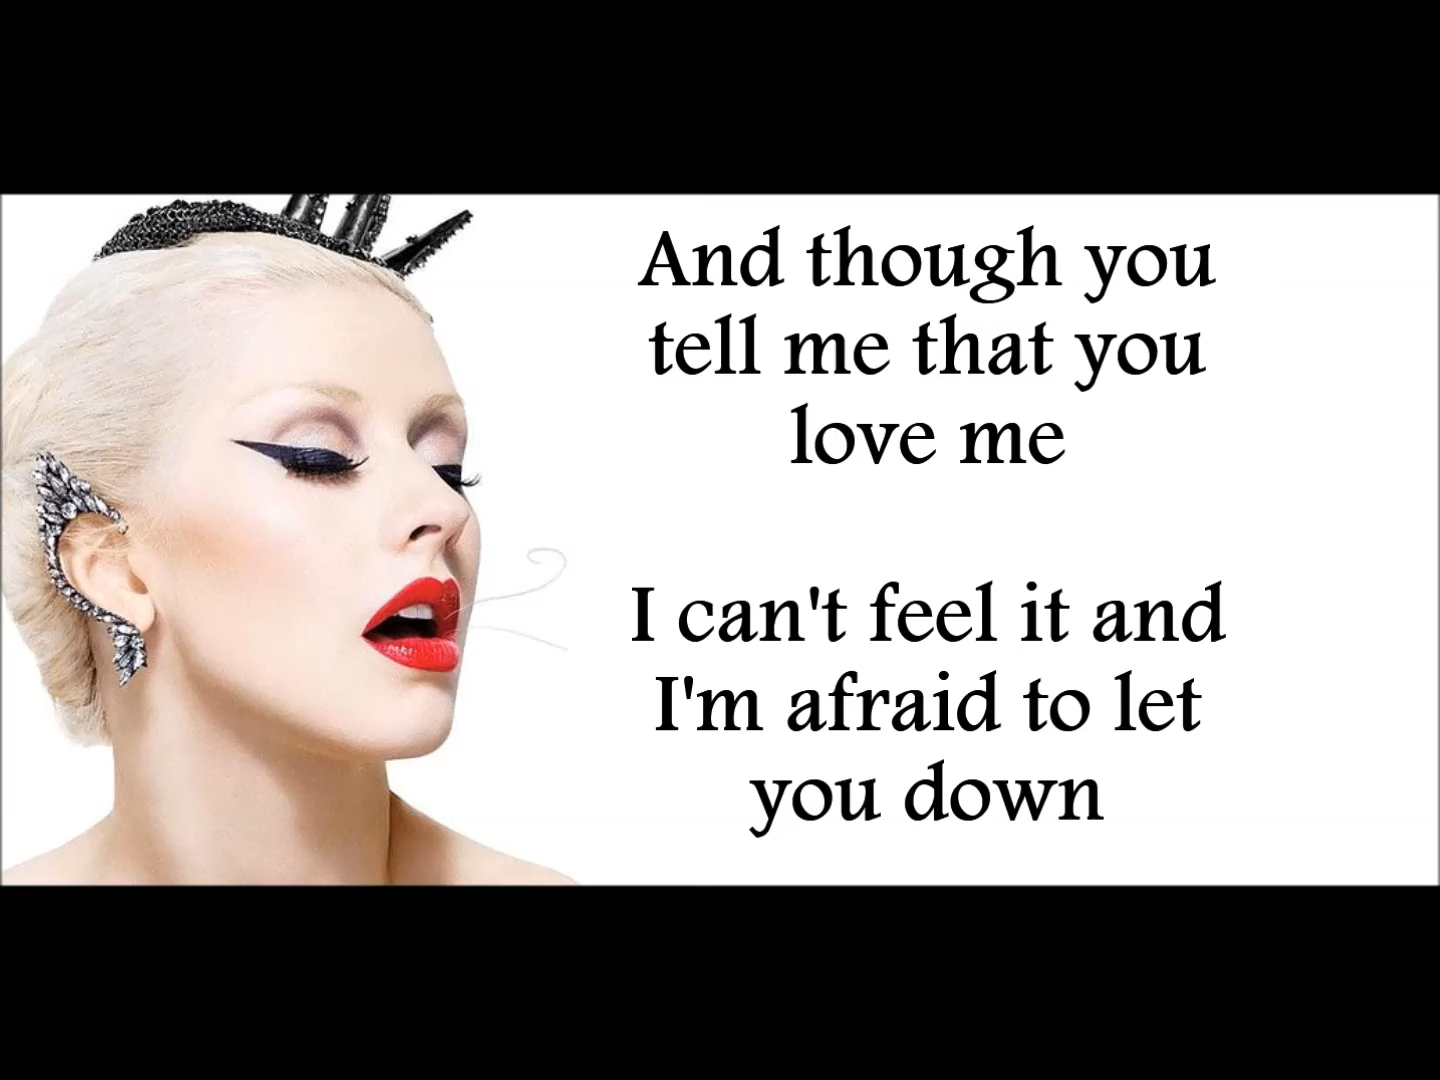 And though you
tell me that you
love me
I can't feel it and
I'm afraid to let
you down